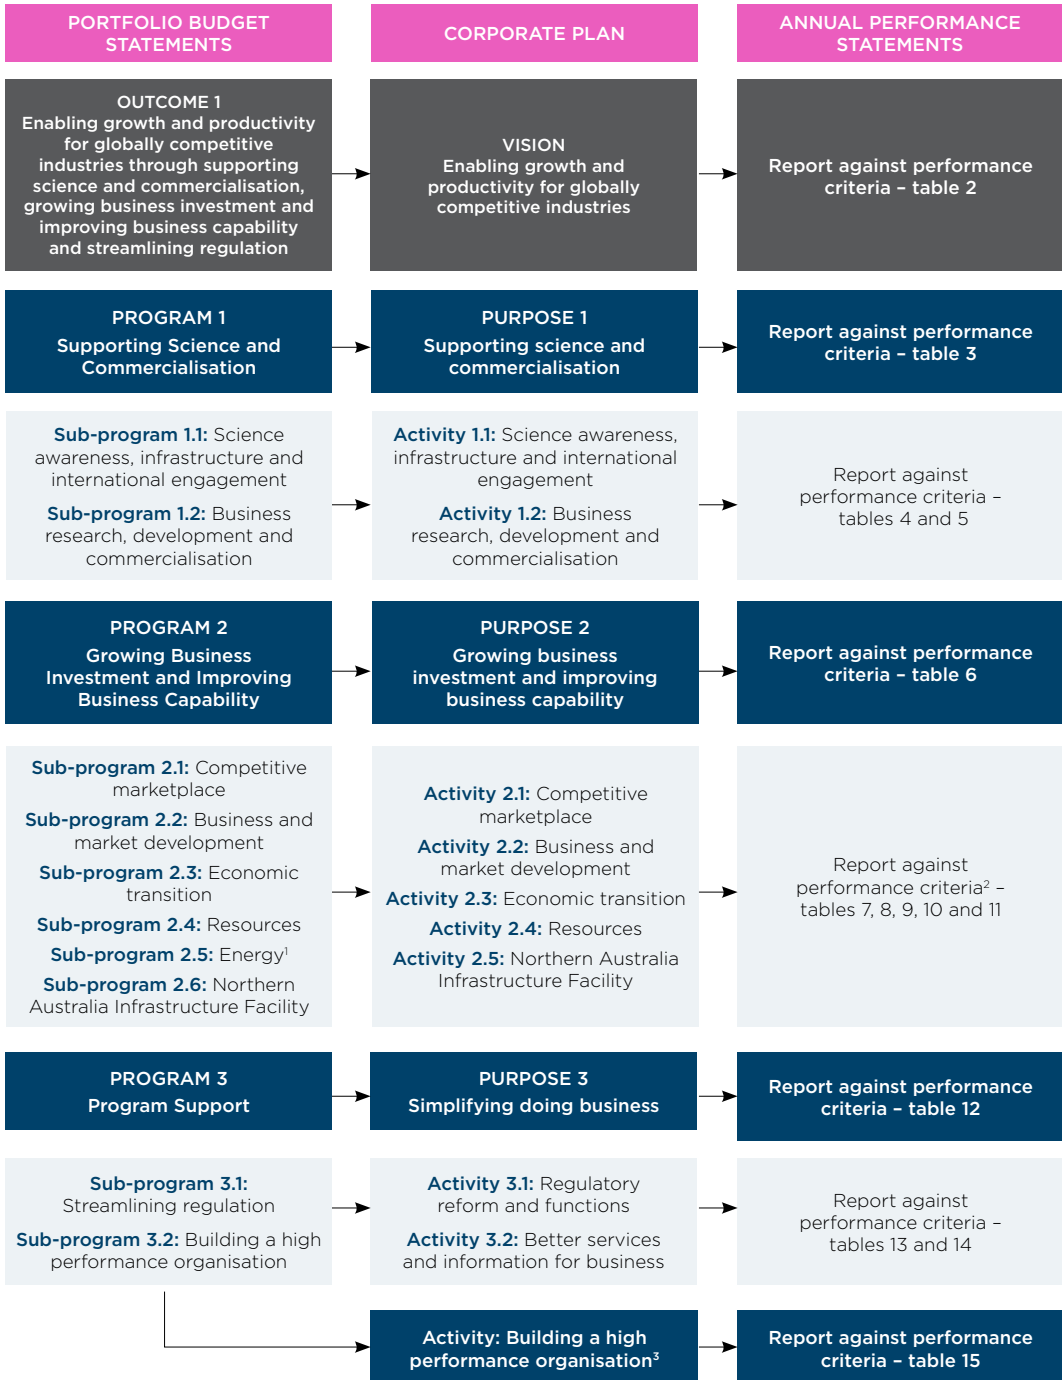 PORTFOLIO BUDGET
STATEMENTS
CORPORATE PLAN
ANNUAL PERFORMANCE
STATEMENTS
OUTCOME 1
Enabling growth and productivity
for globally competitive
industries through supporting
science and commercialisation,
growing business investment and
improving business capability
and streamlining regulation
VISION
Enabling growth and
productivity for globally
competitive industries
Report against performance
criteria – table 2
PROGRAM 1
Supporting Science and
Commercialisation
PURPOSE 1
Supporting science and
commercialisation
Report against performance
criteria – table 3
Sub-program 1.1: Science
awareness, infrastructure and
international engagement
Sub-program 1.2: Business
research, development and
commercialisation
Activity 1.1: Science awareness,
infrastructure and international
engagement
Activity 1.2: Business
research, development and
commercialisation
Report against
performance criteria –
tables 4 and 5
PROGRAM 2
Growing Business
Investment and Improving
Business Capability
PURPOSE 2
Growing business
investment and improving
business capability
Report against performance
criteria – table 6
Sub-program 2.1: Competitive
marketplace
Sub-program 2.2: Business and
market development
Sub-program 2.3: Economic
transition
Sub-program 2.4: Resources
Sub-program 2.5: Energy¹
Sub-program 2.6: Northern
Australia Infrastructure Facility
Activity 2.1: Competitive
marketplace
Activity 2.2: Business and
market development
Activity 2.3: Economic transition
Activity 2.4: Resources
Activity 2.5: Northern Australia
Infrastructure Facility
Report against
performance criteria² –
tables 7, 8, 9, 10 and 11
PROGRAM 3
Program Support
PURPOSE 3
Simplifying doing business
Report against performance
criteria – table 12
Sub-program 3.1:
Streamlining regulation
Sub-program 3.2: Building a high
performance organisation
Activity 3.1: Regulatory
reform and functions
Activity 3.2: Better services
and information for business
Report against
performance criteria –
tables 13 and 14
Activity: Building a high
performance organisation³
Report against performance
criteria – table 15